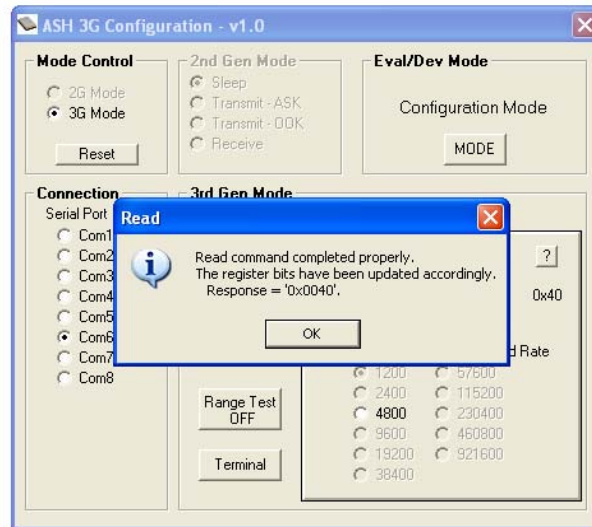 ASH 3G Configuration - v1.0
Mode Control
2G Mode
3G Mode
Reset
2nd Gen Mode
Sleep
Transmit - ASK
Transmit - OOK
Receive
Eval/Dev Mode
Configuration Mode
MODE
Connection
Serial Port
Com1
Com2
Com3
Com4
Com5
Com6
Com7
Com8
3rd Gen Mode
Read
Read command completed properly.
The register bits have been updated accordingly.
Response = '0x0040'.
OK
?
0x40
Rate
1200
2400
4800
9600
19200
38400
57600
115200
230400
460800
921600
Range Test
OFF
Terminal